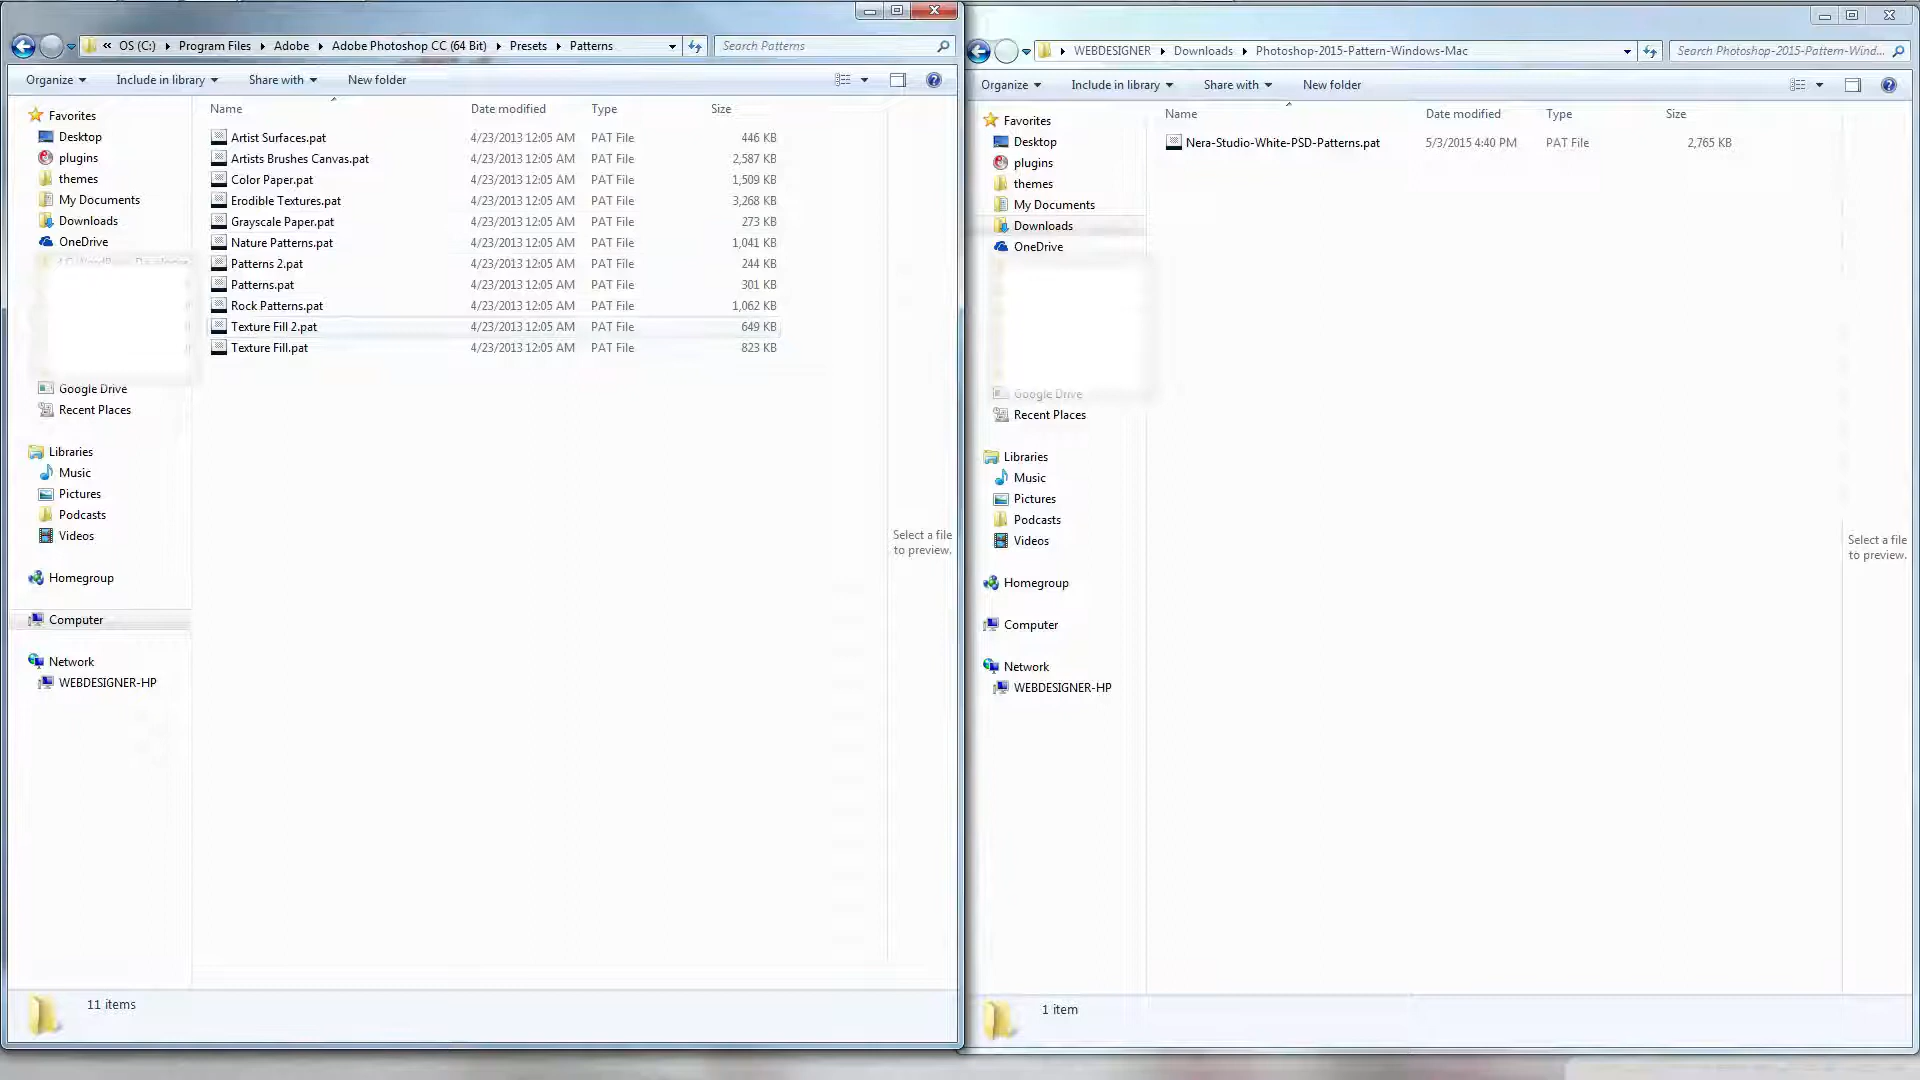 « OS (C:) Program Files Adobe Adobe Photoshop CC (64 Bit) Presets Patterns Search Patterns
Organize Include in library Share with New folder
Name Date modified Type Size
Favorites
Desktop
plugins
themes
My Documents
Downloads
OneDrive
Google Drive
Recent Places
Libraries
Music
Pictures
Podcasts
Videos
Homegroup
Computer
Network
WEBDESIGNER-HP
Artist Surfaces.pat 4/23/2013 12:05 AM PAT File 446 KB
Artists Brushes Canvas.pat 4/23/2013 12:05 AM PAT File 2,587 KB
Color Paper.pat 4/23/2013 12:05 AM PAT File 1,509 KB
Erodible Textures.pat 4/23/2013 12:05 AM PAT File 3,268 KB
Grayscale Paper.pat 4/23/2013 12:05 AM PAT File 273 KB
Nature Patterns.pat 4/23/2013 12:05 AM PAT File 1,041 KB
Patterns 2.pat 4/23/2013 12:05 AM PAT File 244 KB
Patterns.pat 4/23/2013 12:05 AM PAT File 301 KB
Rock Patterns.pat 4/23/2013 12:05 AM PAT File 1,062 KB
Texture Fill 2.pat 4/23/2013 12:05 AM PAT File 649 KB
Texture Fill.pat 4/23/2013 12:05 AM PAT File 823 KB
Select a file
to preview.
11 items
WEBDESIGNER Downloads Photoshop-2015-Pattern-Windows-Mac Search Photoshop-2015-Pattern-Wind...
Organize Include in library Share with New folder
Name Date modified Type Size
Favorites
Desktop
plugins
themes
My Documents
Downloads
OneDrive
Google Drive
Recent Places
Libraries
Music
Pictures
Podcasts
Videos
Homegroup
Computer
Network
WEBDESIGNER-HP
Nera-Studio-White-PSD-Patterns.pat 5/3/2015 4:40 PM PAT File 2,765 KB
Select a file
to preview.
1 item